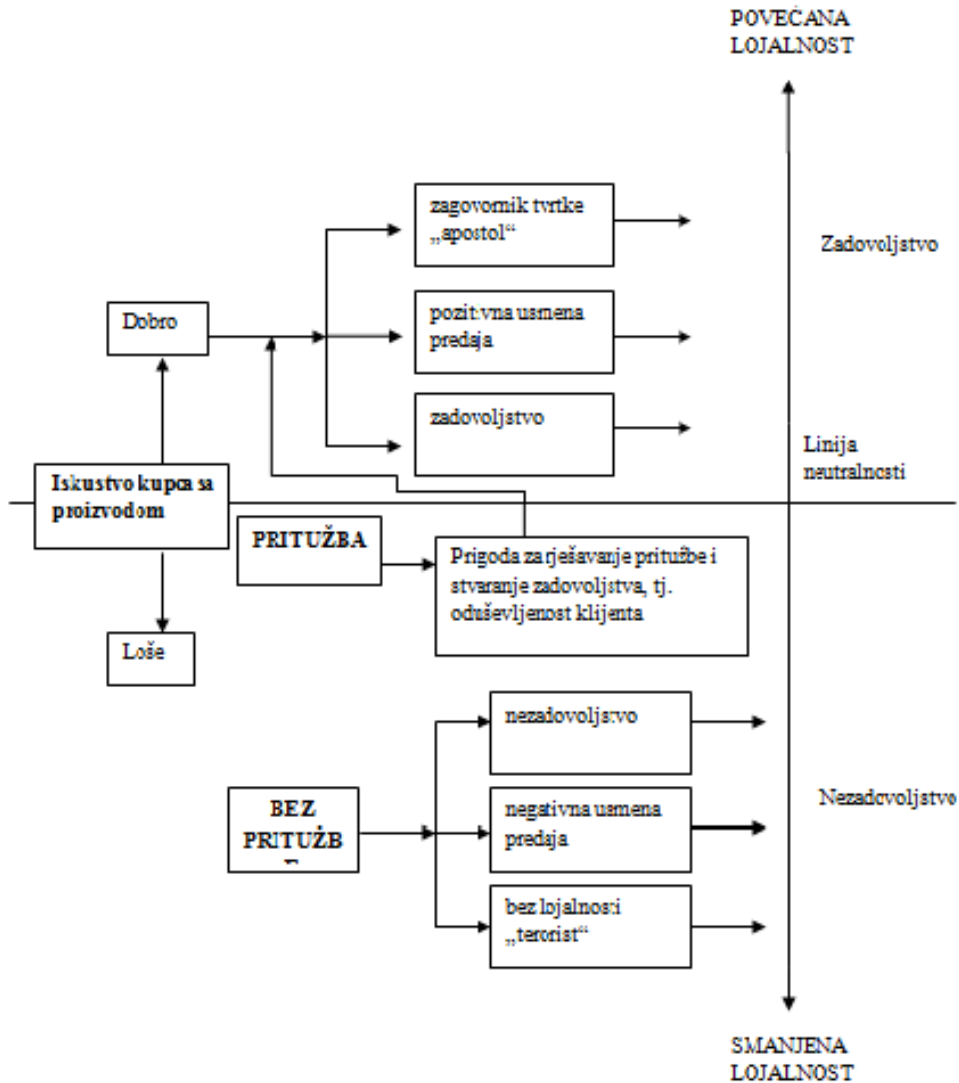 POVEĆANA
LOJALNOST
zagovornik tvrtke
„apostol“
Zadovoljstvo
Dobro
pozitivna usmena
predaja
zadovoljstvo
Linija
neutralnosti
Iskustvo kupca sa
proizvodom
PRITUŽBA
Prigoda za rješavanje pritužbe i
stvaranje zadovoljstva, tj.
oduševljenost klijenta
Loše
nezadovoljstvo
BEZ
PRITUŽB
negativna usmena
predaja
Nezadovoljstvo
bez lojalnosti
„terorist“
SMANJENA
LOJALNOST